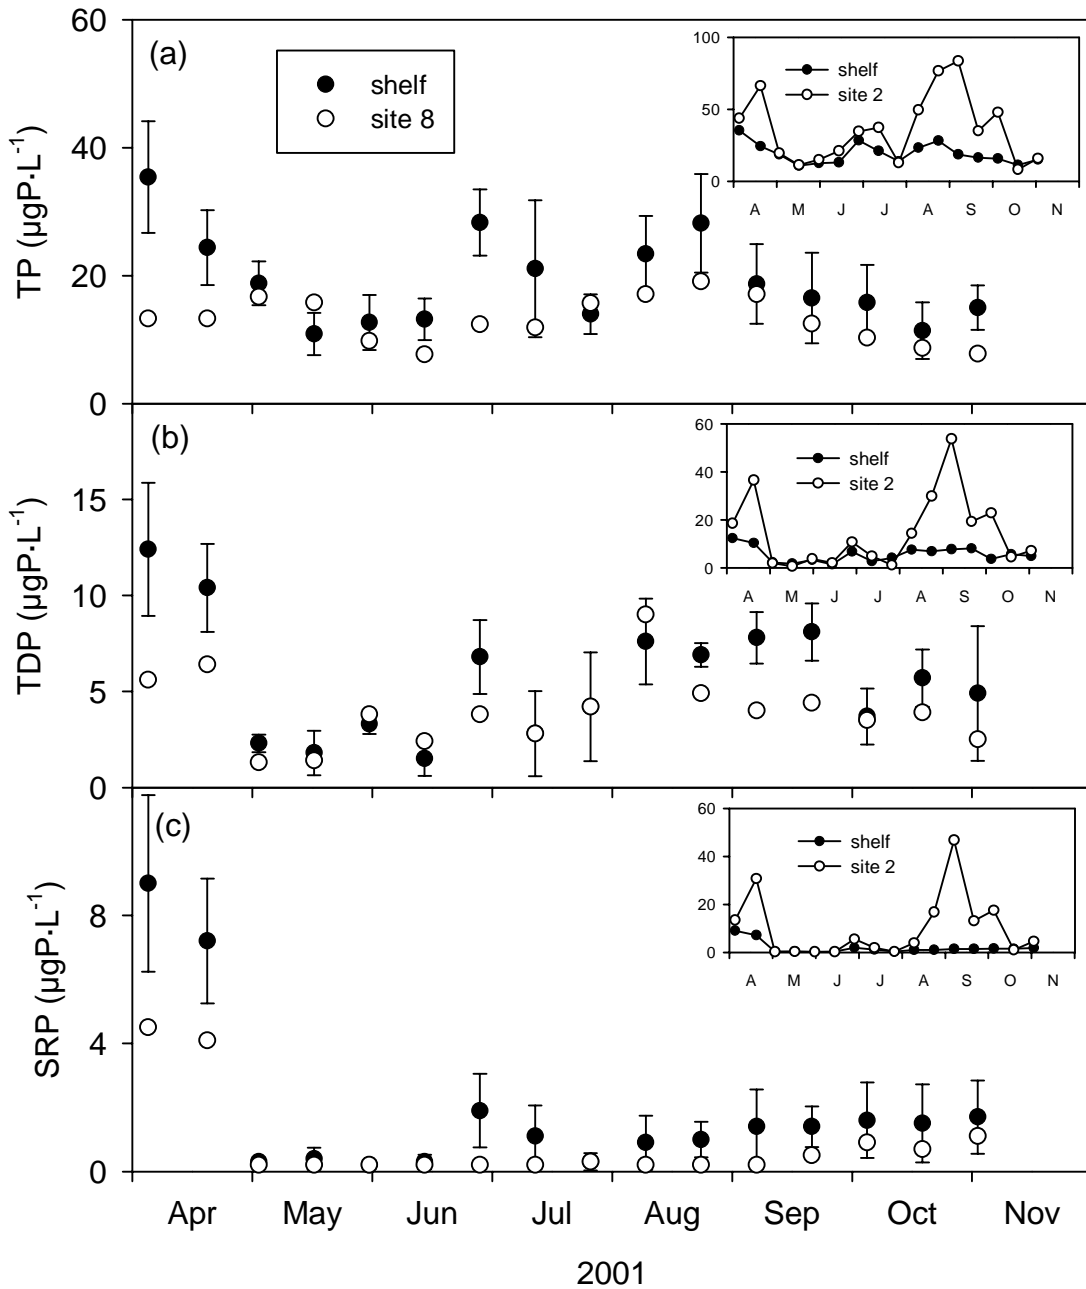 (a)
shelf
site 8
60
40
20
0
TP (µgP·L-1)
shelf
site 2
100
50
0
A M J J A S O N
(b)
15
10
5
0
TDP (µgP·L-1)
shelf
site 2
60
40
20
0
A M J J A S O N
(c)
8
4
0
SRP (µgP·L-1)
shelf
site 2
60
40
20
0
A M J J A S O N
Apr May Jun Jul Aug Sep Oct Nov
2001